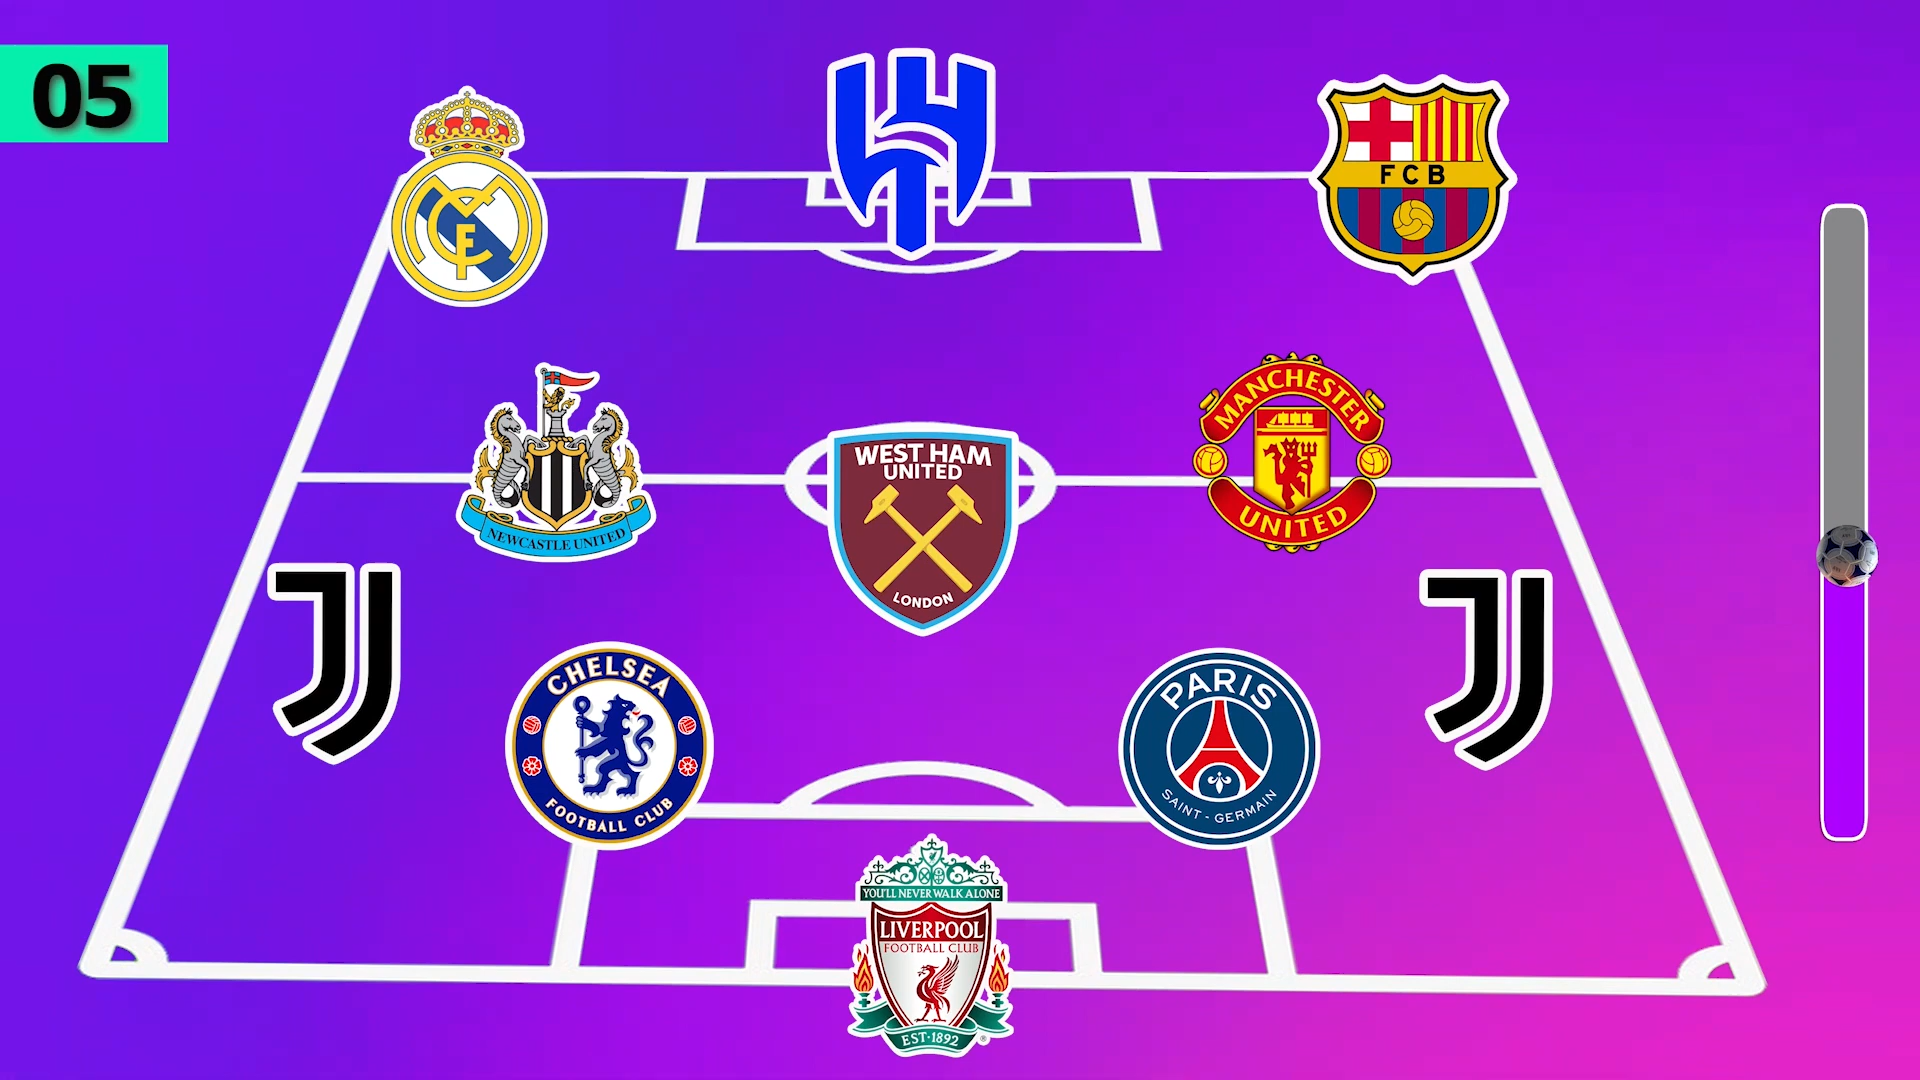 05
FCB
MANCHESTER
UNITED
NEWCASTLE UNITED
WEST HAM
UNITED
LONDON
CHELSEA
FOOTBALL CLUB
PARIS
SAINT-GERMAIN
YOU'LL NEVER WALK ALONE
LIVERPOOL
FOOTBALL CLUB
EST·1892
®